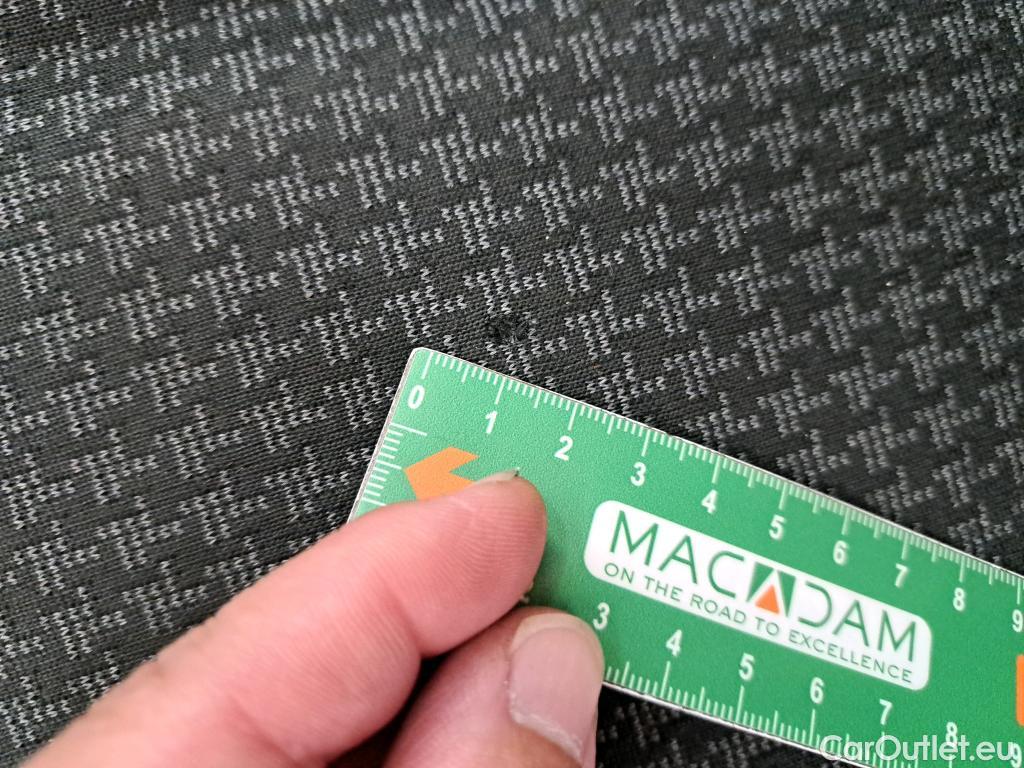 0 1 2 3 4 5 6 7 8 9
MACADAM
ON THE ROAD TO EXCELLENCE
3 4 5 6 7 8 9
CarOutlet.eu